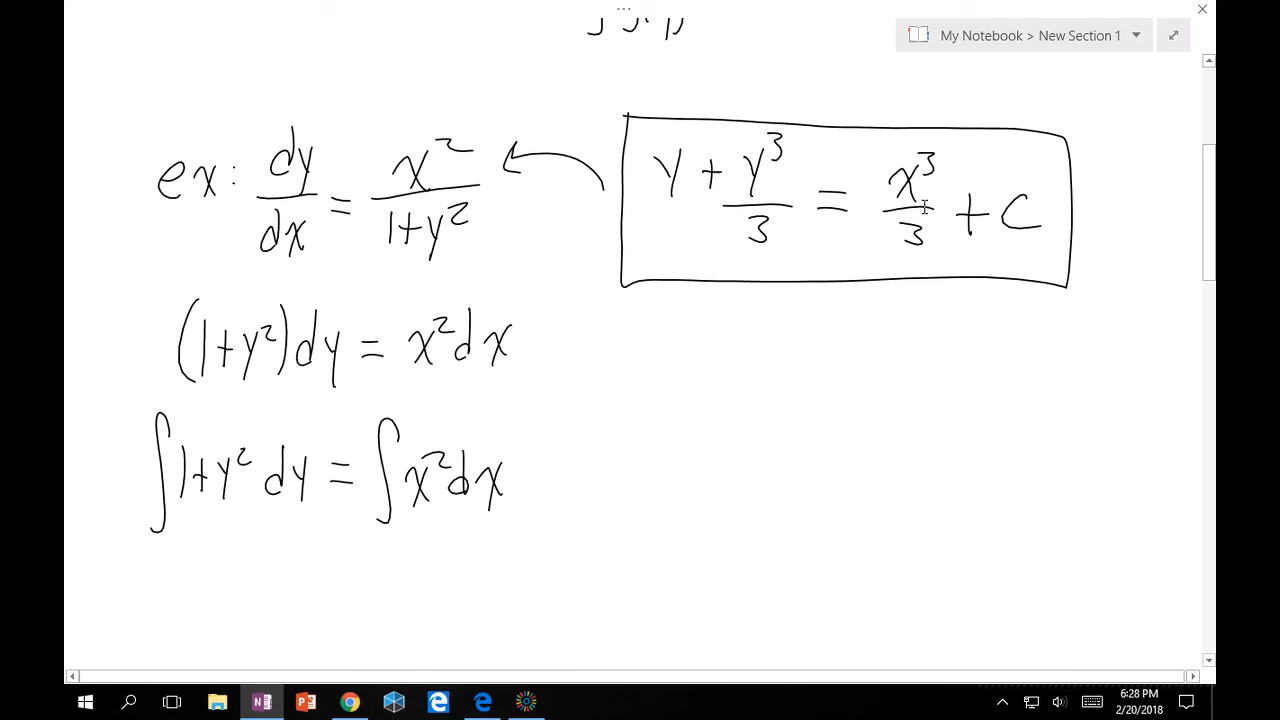 My Notebook > New Section 1
ex: dy/dx = x²/(1+y²)
y + y³/3 = x³/3 + C
(1+y²)dy = x²dx
∫1+y² dy = ∫x²dx
6:28 PM
2/20/2018